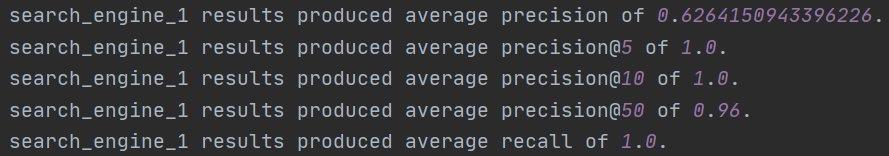 search_engine_1 results produced average precision of 0.6264150943396226.
search_engine_1 results produced average precision@5 of 1.0.
search_engine_1 results produced average precision@10 of 1.0.
search_engine_1 results produced average precision@50 of 0.96.
search_engine_1 results produced average recall of 1.0.